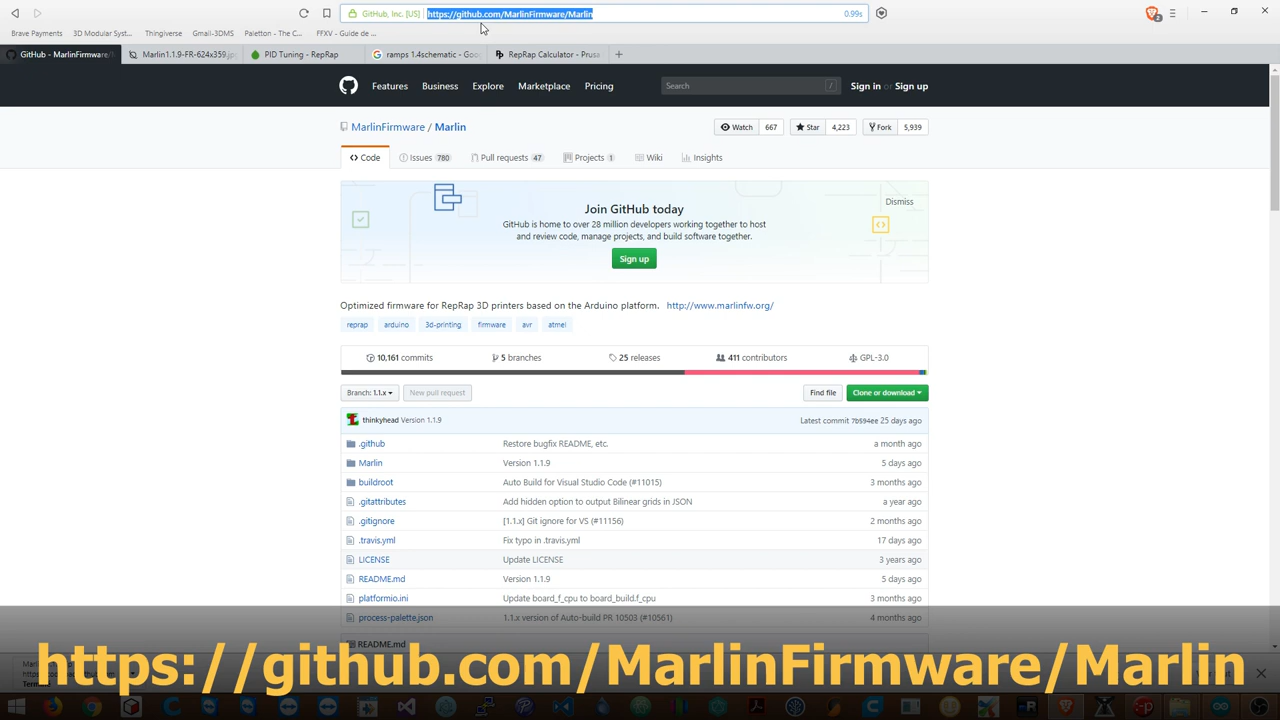 GitHub, Inc. [US] https://github.com/MarlinFirmware/Marlin 0.99s 2
Brave Payments 3D Modular Syst... Thingiverse Gmail-3DMS Paletton - The C... FFXV - Guide de ...
GitHub - MarlinFirmware/ Marlin1.1.9-FR-624x359.jp PID Tuning - RepRap ramps 1.4schematic - Goo RepRap Calculator - Prusa
Features Business Explore Marketplace Pricing Search / Sign in or Sign up
MarlinFirmware / Marlin Watch 667 Star 4,223 Fork 5,939
Code Issues 780 Pull requests 47 Projects 1 Wiki Insights
Dismiss
Join GitHub today
GitHub is home to over 28 million developers working together to host
and review code, manage projects, and build software together.
Sign up
Optimized firmware for RepRap 3D printers based on the Arduino platform. http://www.marlinfw.org/
reprap arduino 3d-printing firmware avr atmel
10,161 commits 5 branches 25 releases 411 contributors GPL-3.0
Branch: 1.1.x New pull request Find file Clone or download
thinkyhead Version 1.1.9 Latest commit 7b594ee 25 days ago
.github Restore bugfix README, etc. a month ago
Marlin Version 1.1.9 5 days ago
buildroot Auto Build for Visual Studio Code (#11015) 3 months ago
.gitattributes Add hidden option to output Bilinear grids in JSON a year ago
.gitignore [1.1.x] Git ignore for VS (#11156) 2 months ago
.travis.yml Fix typo in .travis.yml 17 days ago
LICENSE Update LICENSE 3 years ago
README.md Version 1.1.9 5 days ago
platformio.ini Update board_f_cpu to board_build.f_cpu 3 months ago
process-palette.json 1.1.x version of Auto-build PR 10503 (#10561) 4 months ago
README.md
https://github.com/MarlinFirmware/Marlin